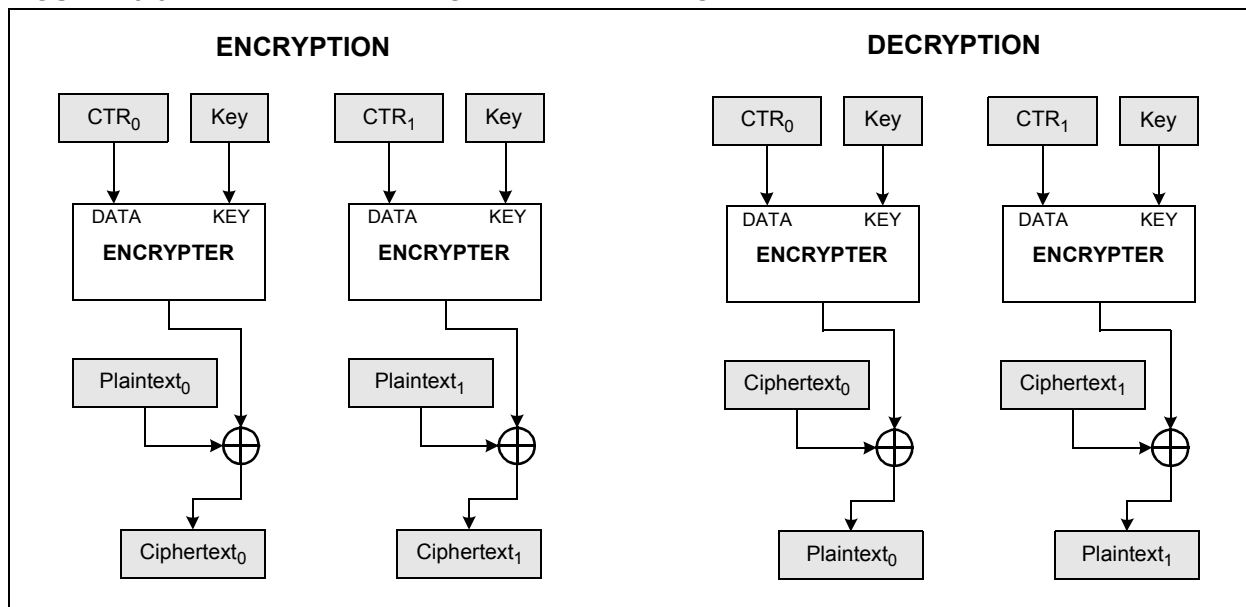 ENCRYPTION
CTR₀ Key CTR₁ Key
DATA KEY DATA KEY
ENCRYPTER ENCRYPTER
Plaintext₀ Plaintext₁
Ciphertext₀ Ciphertext₁
DECRYPTION
CTR₀ Key CTR₁ Key
DATA KEY DATA KEY
ENCRYPTER ENCRYPTER
Ciphertext₀ Ciphertext₁
Plaintext₀ Plaintext₁